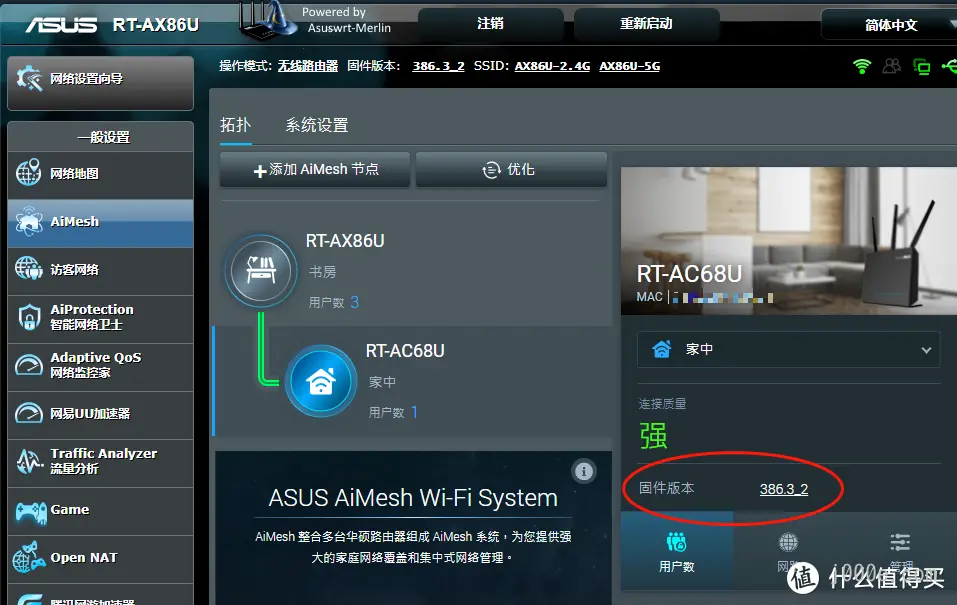 ASUS RT-AX86U
Powered by
Asuswrt-Merlin
注销
重新启动
简体中文
操作模式: 无线路由器 固件版本: 386.3_2 SSID: AX86U-2.4G AX86U-5G
网络设置向导
一般设置
网络地图
AiMesh
访客网络
AiProtection
智能网络卫士
Adaptive QoS
网络监控家
网易UU加速器
Traffic Analyzer
流量分析
Game
Open NAT
腾讯网游加速器
拓扑 系统设置
添加 AiMesh 节点
优化
RT-AX86U
书房
用户数 3
RT-AC68U
家中
用户数 1
ASUS AiMesh Wi-Fi System
AiMesh 整合多台华硕路由器组成 AiMesh 系统，为您提供强
大的家庭网络覆盖和集中式网络管理。
RT-AC68U
MAC
家中
连接质量
强
固件版本 386.3_2
用户数
管理
值 什么值得买